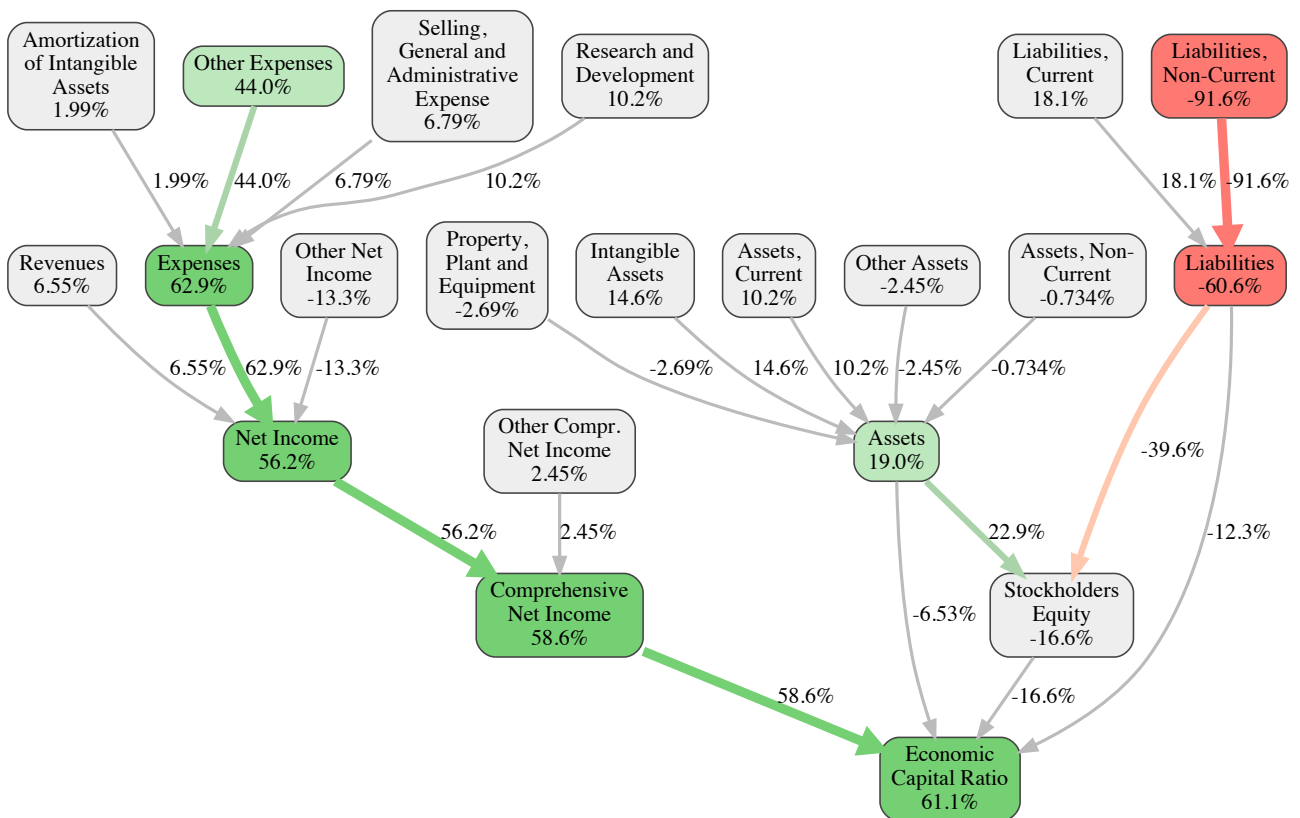 Amortization
of Intangible
Assets
1.99%
Other Expenses
44.0%
Selling,
General and
Administrative
Expense
6.79%
Research and
Development
10.2%
Liabilities,
Current
18.1%
Liabilities,
Non-Current
-91.6%
1.99%
44.0%
6.79%
10.2%
18.1%
-91.6%
Revenues
6.55%
Expenses
62.9%
Other Net
Income
-13.3%
Property,
Plant and
Equipment
-2.69%
Intangible
Assets
14.6%
Assets,
Current
10.2%
Other Assets
-2.45%
Assets, Non-
Current
-0.734%
Liabilities
-60.6%
6.55%
62.9%
-13.3%
-2.69%
14.6%
10.2%
-2.45%
-0.734%
Net Income
56.2%
Other Compr.
Net Income
2.45%
Assets
19.0%
-39.6%
56.2%
2.45%
22.9%
-12.3%
Comprehensive
Net Income
58.6%
-6.53%
Stockholders
Equity
-16.6%
58.6%
-16.6%
Economic
Capital Ratio
61.1%